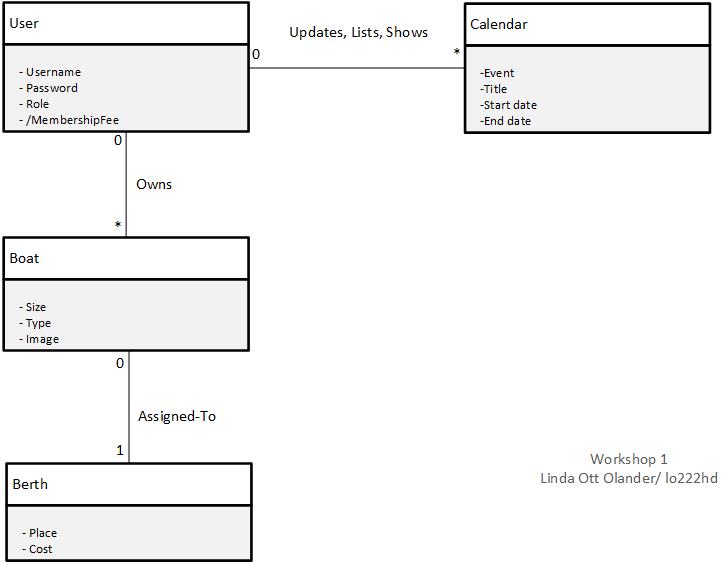 User
- Username
- Password
- Role
- /MembershipFee
Updates, Lists, Shows
0
*
Calendar
-Event
-Title
-Start date
-End date
0
Owns
*
Boat
- Size
- Type
- Image
0
Assigned-To
1
Berth
- Place
- Cost
Workshop 1
Linda Ott Olander/ lo222hd